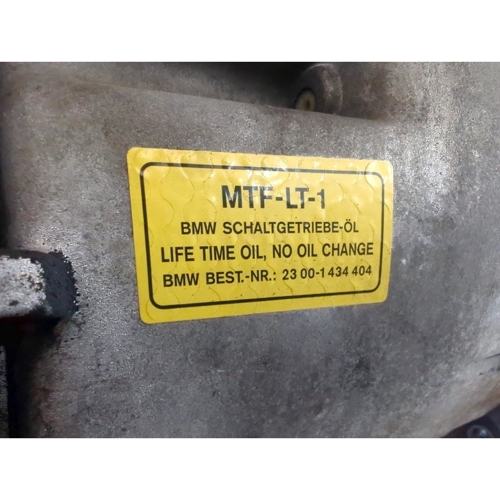 MTF-LT-1
BMW SCHALTGETRIEBE-ÖL
LIFE TIME OIL, NO OIL CHANGE
BMW BEST.-NR.: 23 00-1 434 404